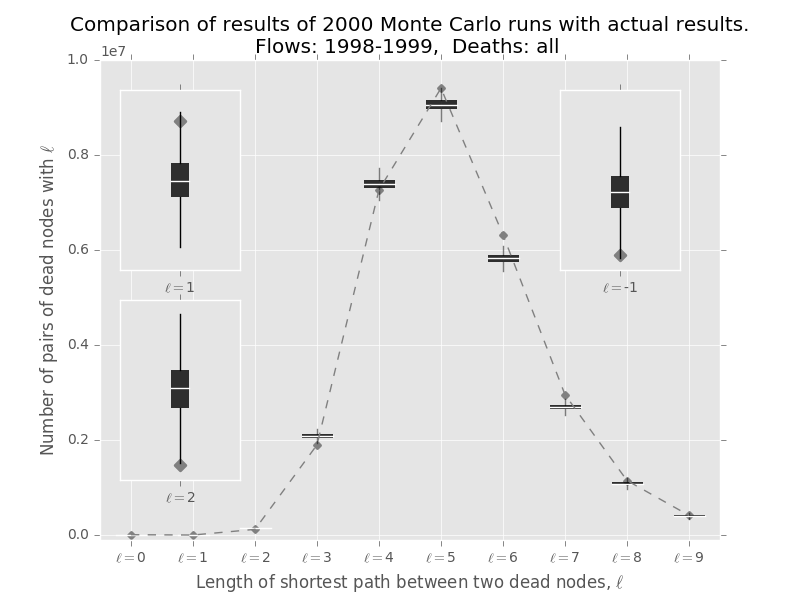 Comparison of results of 2000 Monte Carlo runs with actual results.
Flows: 1998-1999, Deaths: all
1e7
1.0
0.8
0.6
0.4
0.2
0.0
Number of pairs of dead nodes with ℓ
ℓ=1
ℓ=2
ℓ=-1
ℓ=0 ℓ=1 ℓ=2 ℓ=3 ℓ=4 ℓ=5 ℓ=6 ℓ=7 ℓ=8 ℓ=9
Length of shortest path between two dead nodes, ℓ